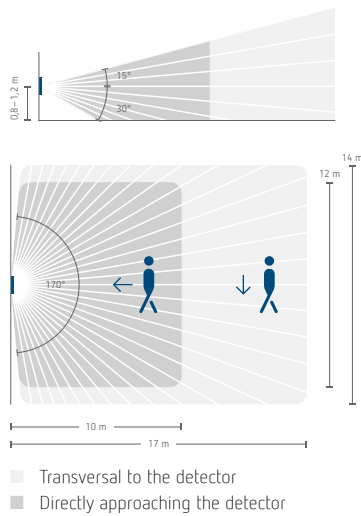 15°
0,8–1,2 m
30°
14 m
12 m
170°
10 m
17 m
Transversal to the detector
Directly approaching the detector